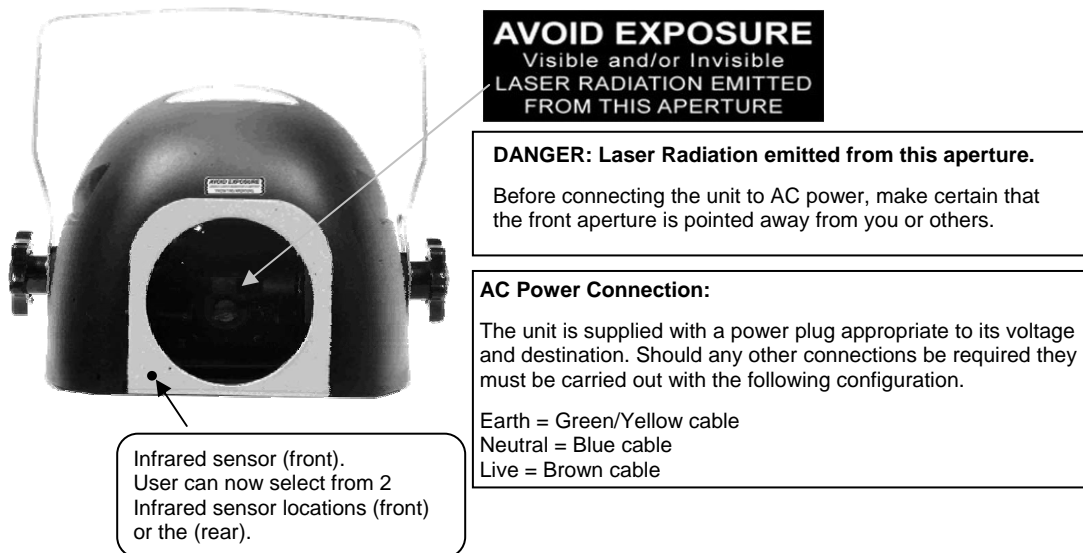 AVOID EXPOSURE
Visible and/or Invisible
LASER RADIATION EMITTED
FROM THIS APERTURE
DANGER: Laser Radiation emitted from this aperture.
Before connecting the unit to AC power, make certain that
the front aperture is pointed away from you or others.
AVOID EXPOSURE
AC Power Connection:
The unit is supplied with a power plug appropriate to its voltage
and destination. Should any other connections be required they
must be carried out with the following configuration.
Earth = Green/Yellow cable
Neutral = Blue cable
Live = Brown cable
Infrared sensor (front).
User can now select from 2
Infrared sensor locations (front)
or the (rear).